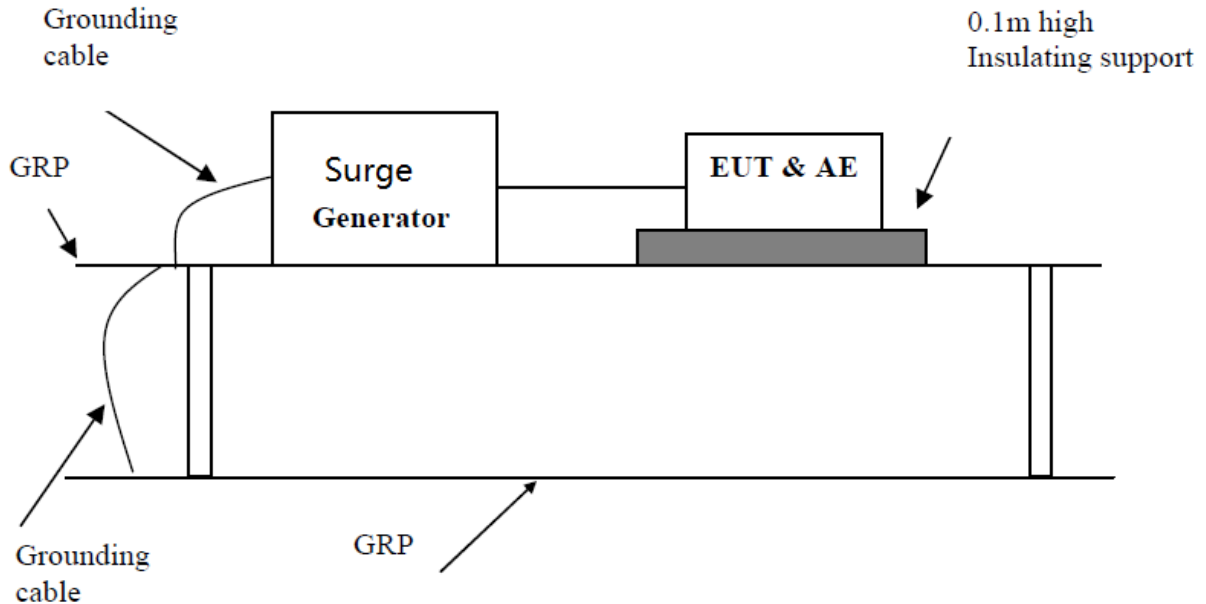 Grounding
cable
0.1m high
Insulating support
GRP
Surge
Generator
EUT & AE
Grounding
cable
GRP